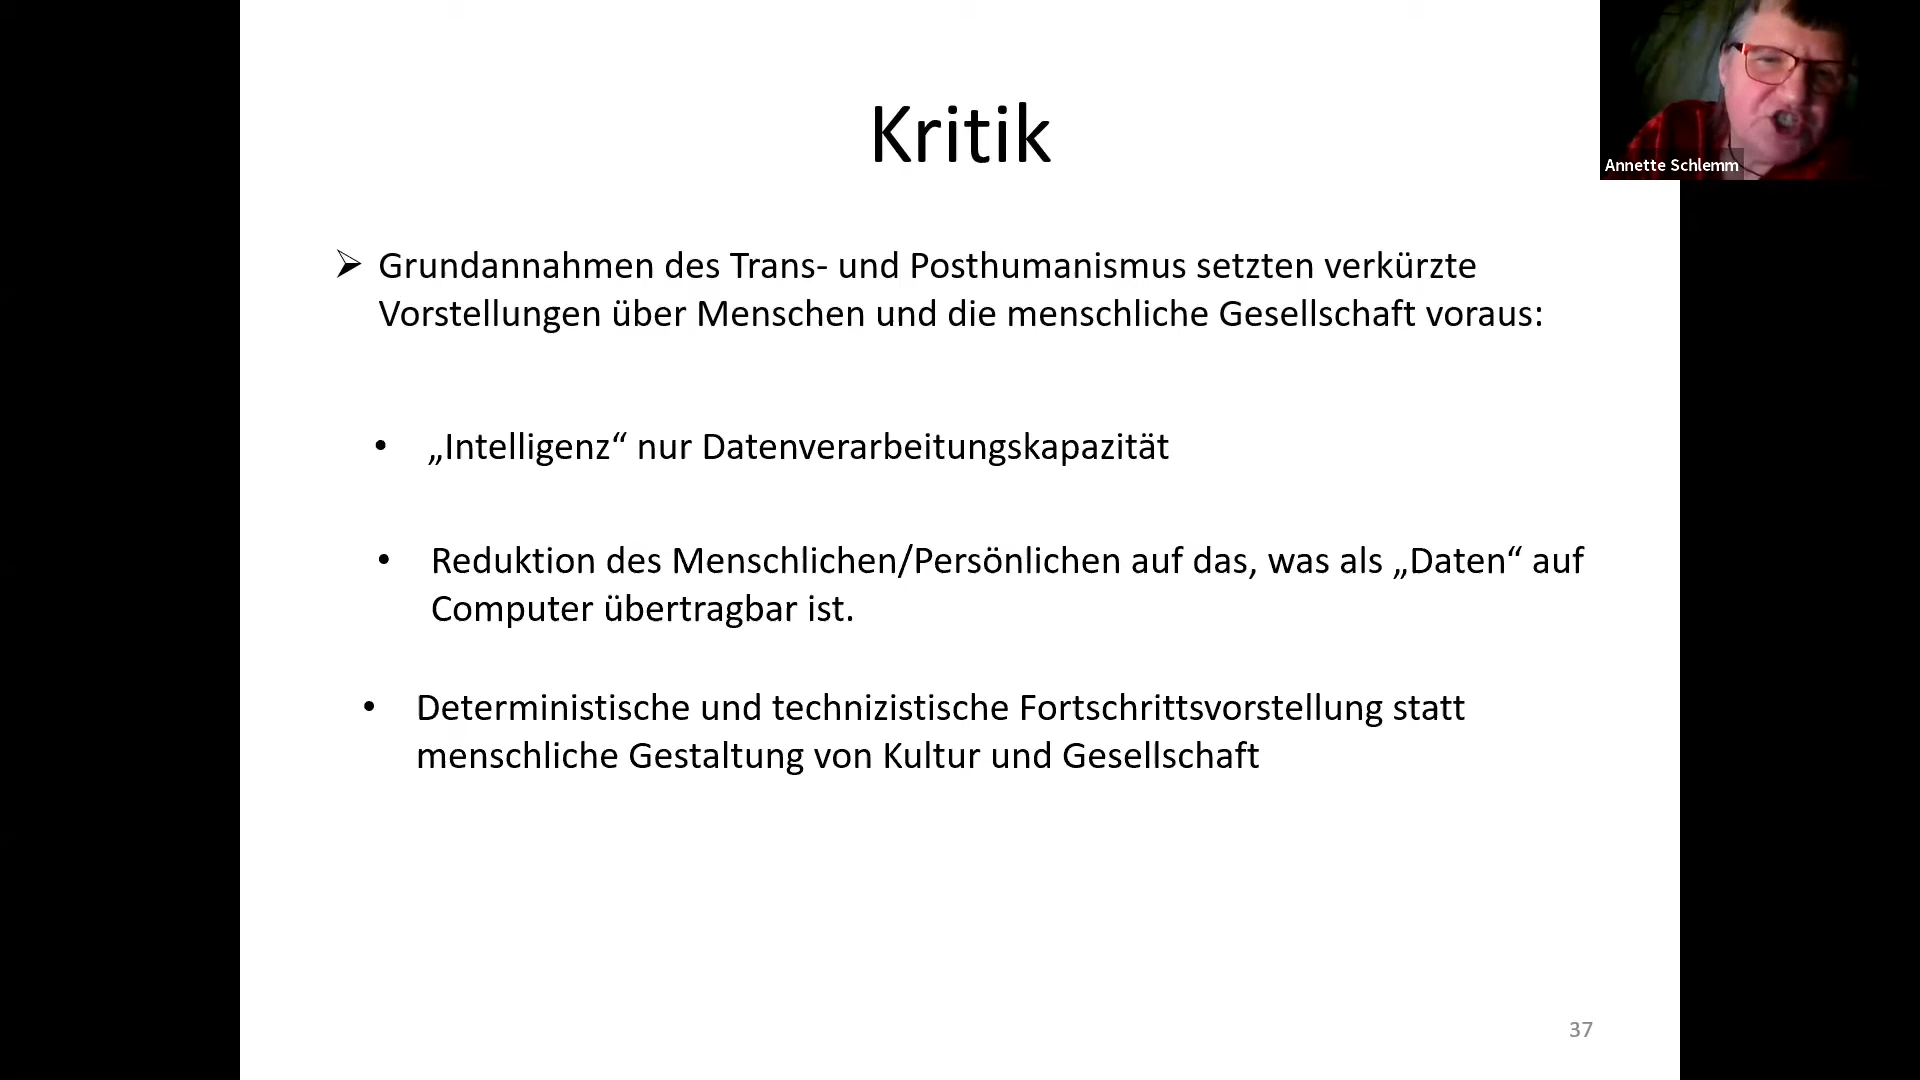 Kritik
Annette Schlemm
➢ Grundannahmen des Trans- und Posthumanismus setzten verkürzte
Vorstellungen über Menschen und die menschliche Gesellschaft voraus:
• „Intelligenz“ nur Datenverarbeitungskapazität
• Reduktion des Menschlichen/Persönlichen auf das, was als „Daten“ auf
Computer übertragbar ist.
• Deterministische und technizistische Fortschrittsvorstellung statt
menschliche Gestaltung von Kultur und Gesellschaft
37